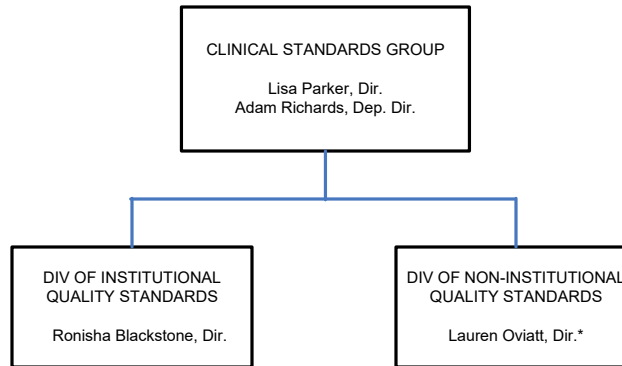 CLINICAL STANDARDS GROUP
Lisa Parker, Dir.
Adam Richards, Dep. Dir.
DIV OF INSTITUTIONAL
QUALITY STANDARDS
Ronisha Blackstone, Dir.
DIV OF NON-INSTITUTIONAL
QUALITY STANDARDS
Lauren Oviatt, Dir.*